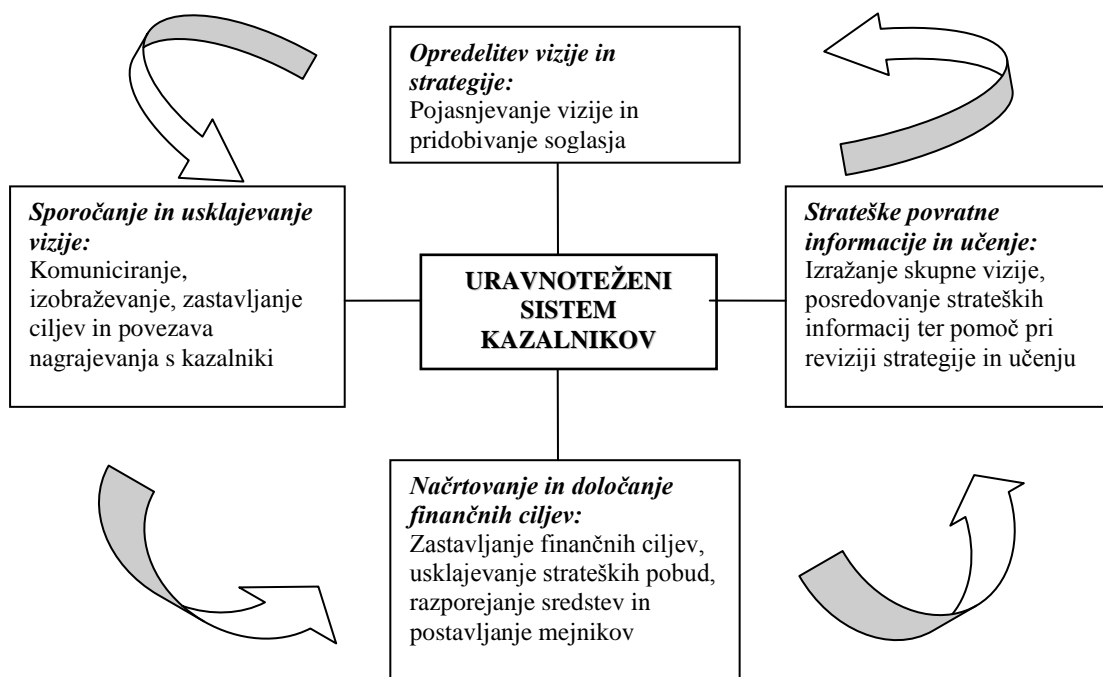 Opredelitev vizije in
strategije:
Pojasnjevanje vizije in
pridobivanje soglasja
Sporočanje in usklajevanje
vizije:
Komuniciranje,
izobraževanje, zastavljanje
ciljev in povezava
nagrajevanja s kazalniki
URAVNOTEŽENI
SISTEM
KAZALNIKOV
Strateške povratne
informacije in učenje:
Izražanje skupne vizije,
posredovanje strateških
informacij ter pomoč pri
reviziji strategije in učenju
Načrtovanje in določanje
finančnih ciljev:
Zastavljanje finančnih ciljev,
usklajevanje strateških pobud,
razporejanje sredstev in
postavljanje mejnikov